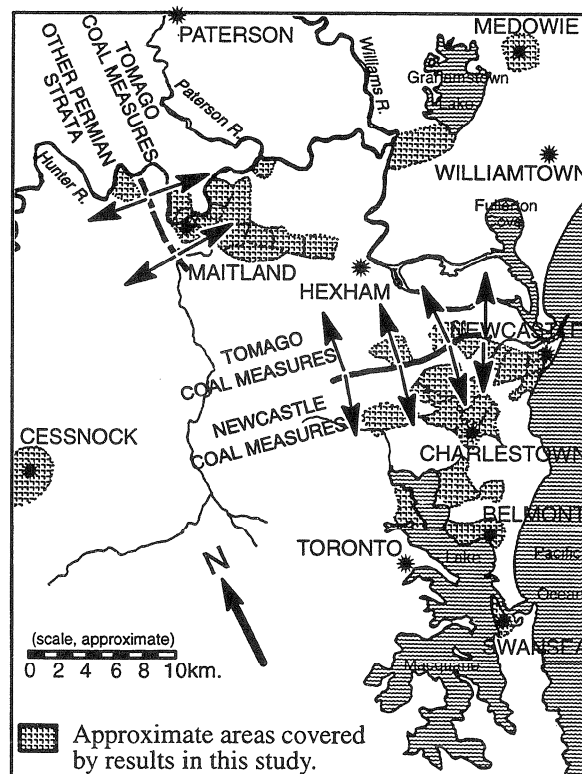 PATERSON
MEDOWIE
TOMAGO
COAL MEASURES
OTHER PERMIAN
STRATA
Paterson R.
Williams R.
Grahamstown
Lake
Hunter R.
WILLIAMTOWN
Fullerton
Cove
MAITLAND
HEXHAM
NEWCASTLE
TOMAGO
COAL MEASURES
NEWCASTLE
COAL MEASURES
CESSNOCK
CHARLESTOWN
BELMONT
TORONTO
Lake
Pacific
Ocean
N
SWANSEA
Macquarie
(scale, approximate)
0 2 4 6 8 10km.
Approximate areas covered
by results in this study.